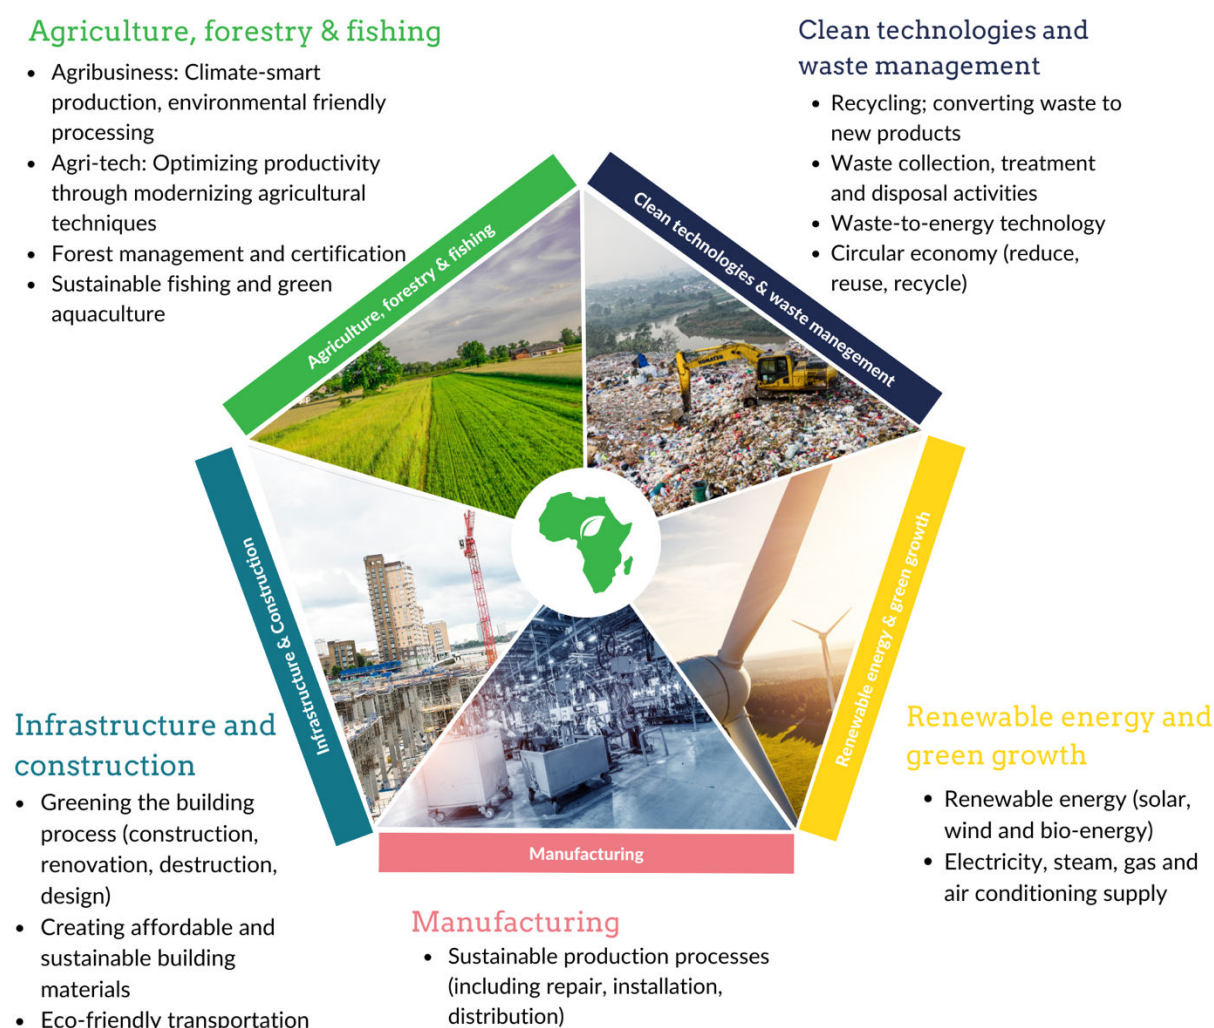 Agriculture, forestry & fishing
• Agribusiness: Climate-smart
production, environmental friendly
processing
• Agri-tech: Optimizing productivity
through modernizing agricultural
techniques
• Forest management and certification
• Sustainable fishing and green
aquaculture
Clean technologies and
waste management
• Recycling; converting waste to
new products
• Waste collection, treatment
and disposal activities
• Waste-to-energy technology
• Circular economy (reduce,
reuse, recycle)
Agriculture, forestry & fishing
Clean technologies & waste manegement
KOMATSU
Infrastructure & Construction
Renewable energy & green growth
Manufacturing
Infrastructure and
construction
• Greening the building
process (construction,
renovation, destruction,
design)
• Creating affordable and
sustainable building
materials
• Eco-friendly transportation
Manufacturing
• Sustainable production processes
(including repair, installation,
distribution)
Renewable energy and
green growth
• Renewable energy (solar,
wind and bio-energy)
• Electricity, steam, gas and
air conditioning supply